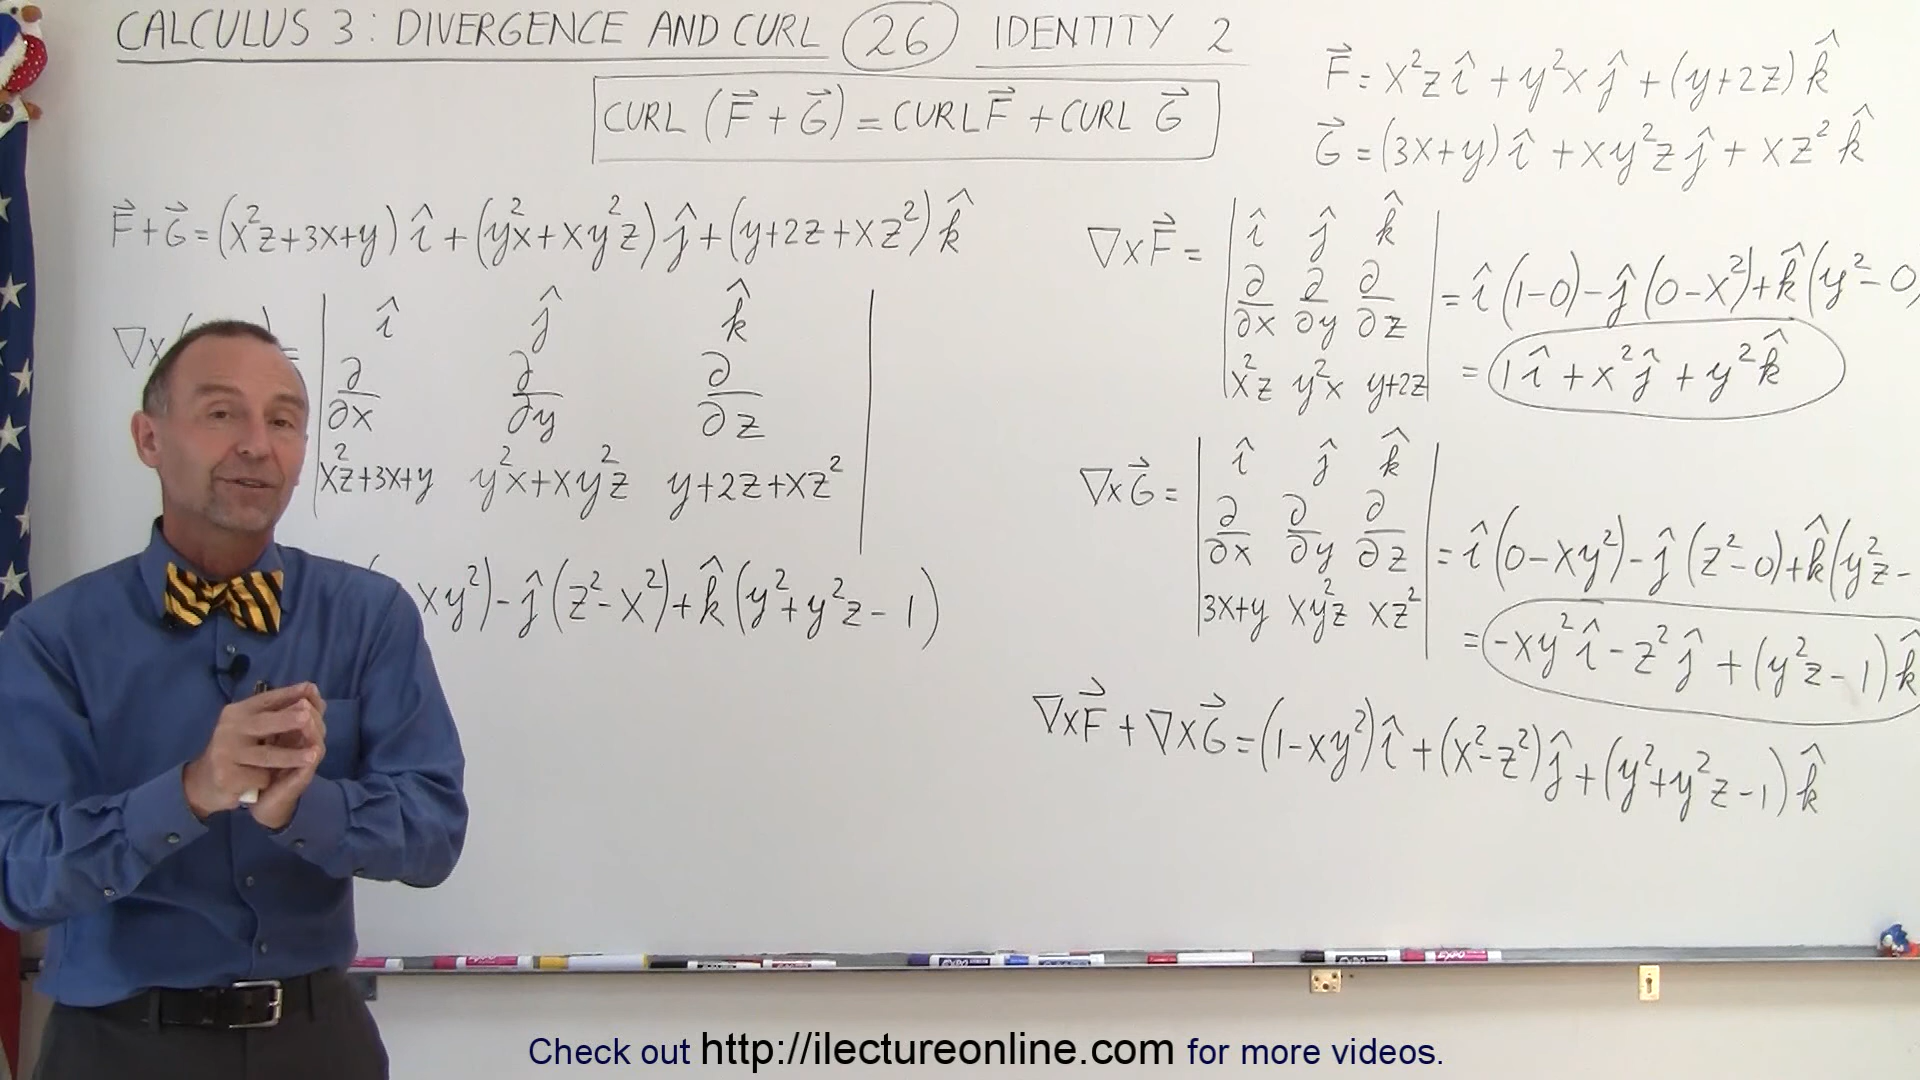 CALCULUS 3: DIVERGENCE AND CURL 26 IDENTITY 2
CURL (F⃗ + G⃗) = CURL F⃗ + CURL G⃗
F⃗ = x²z î + y²x ĵ + (y+2z) k̂
G⃗ = (3x+y) î + xy²z ĵ + xz² k̂
F⃗ + G⃗ = (x²z+3x+y) î + (y²x+xy²z) ĵ + (y+2z+xz²) k̂
∇x( ) = | î ĵ k̂ |
∂/∂x ∂/∂y ∂/∂z
x²z+3x+y y²x+xy²z y+2z+xz²
xy²) - ĵ (z²-x²) + k̂ (y²+y²z-1)
∇xF⃗ = | î ĵ k̂ |
∂/∂x ∂/∂y ∂/∂z = î (1-0) - ĵ (0-x²) + k̂ (y²-0)
x²z y²x y+2z = 1î + x²ĵ + y²k̂
∇xG⃗ = | î ĵ k̂ |
∂/∂x ∂/∂y ∂/∂z = î (0-xy²) - ĵ (z²-0) + k̂ (y²z-
3x+y xy²z xz² = -xy² î - z² ĵ + (y²z-1) k̂
∇xF⃗ + ∇xG⃗ = (1-xy²) î + (x²-z²) ĵ + (y²+y²z-1) k̂
EXPO
Check out http://ilectureonline.com for more videos.